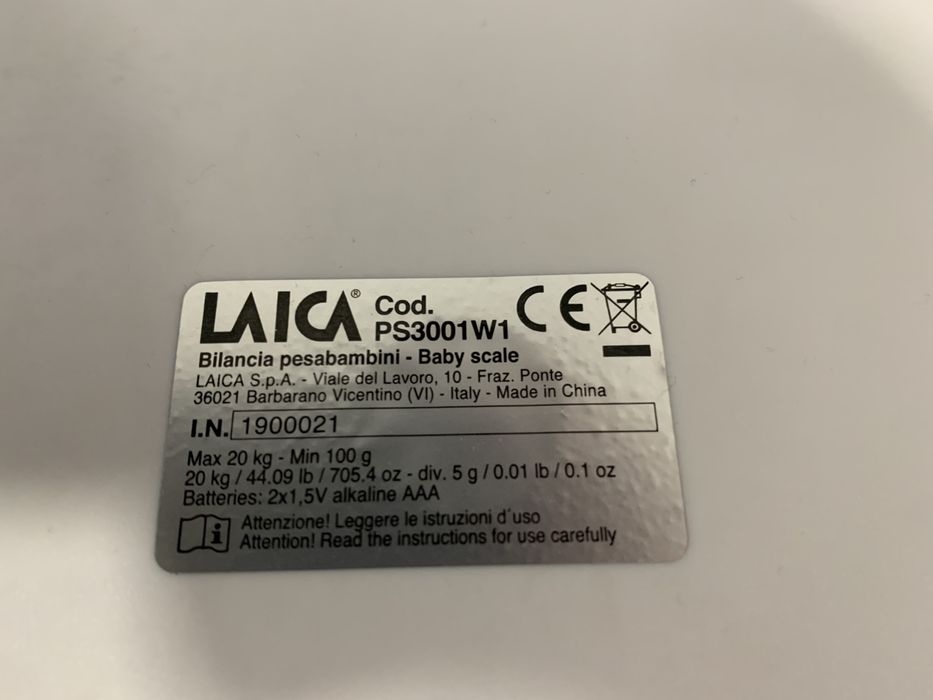 LAICA® Cod.
PS3001W1 CE
Bilancia pesabambini - Baby scale
LAICA S.p.A. - Viale del Lavoro, 10 - Fraz. Ponte
36021 Barbarano Vicentino (VI) - Italy - Made in China
I.N. 1900021
Max 20 kg - Min 100 g
20 kg / 44.09 lb / 705.4 oz - div. 5 g / 0.01 lb / 0.1 oz
Batteries: 2x1,5V alkaline AAA
Attenzione! Leggere le istruzioni d´uso
Attention! Read the instructions for use carefully